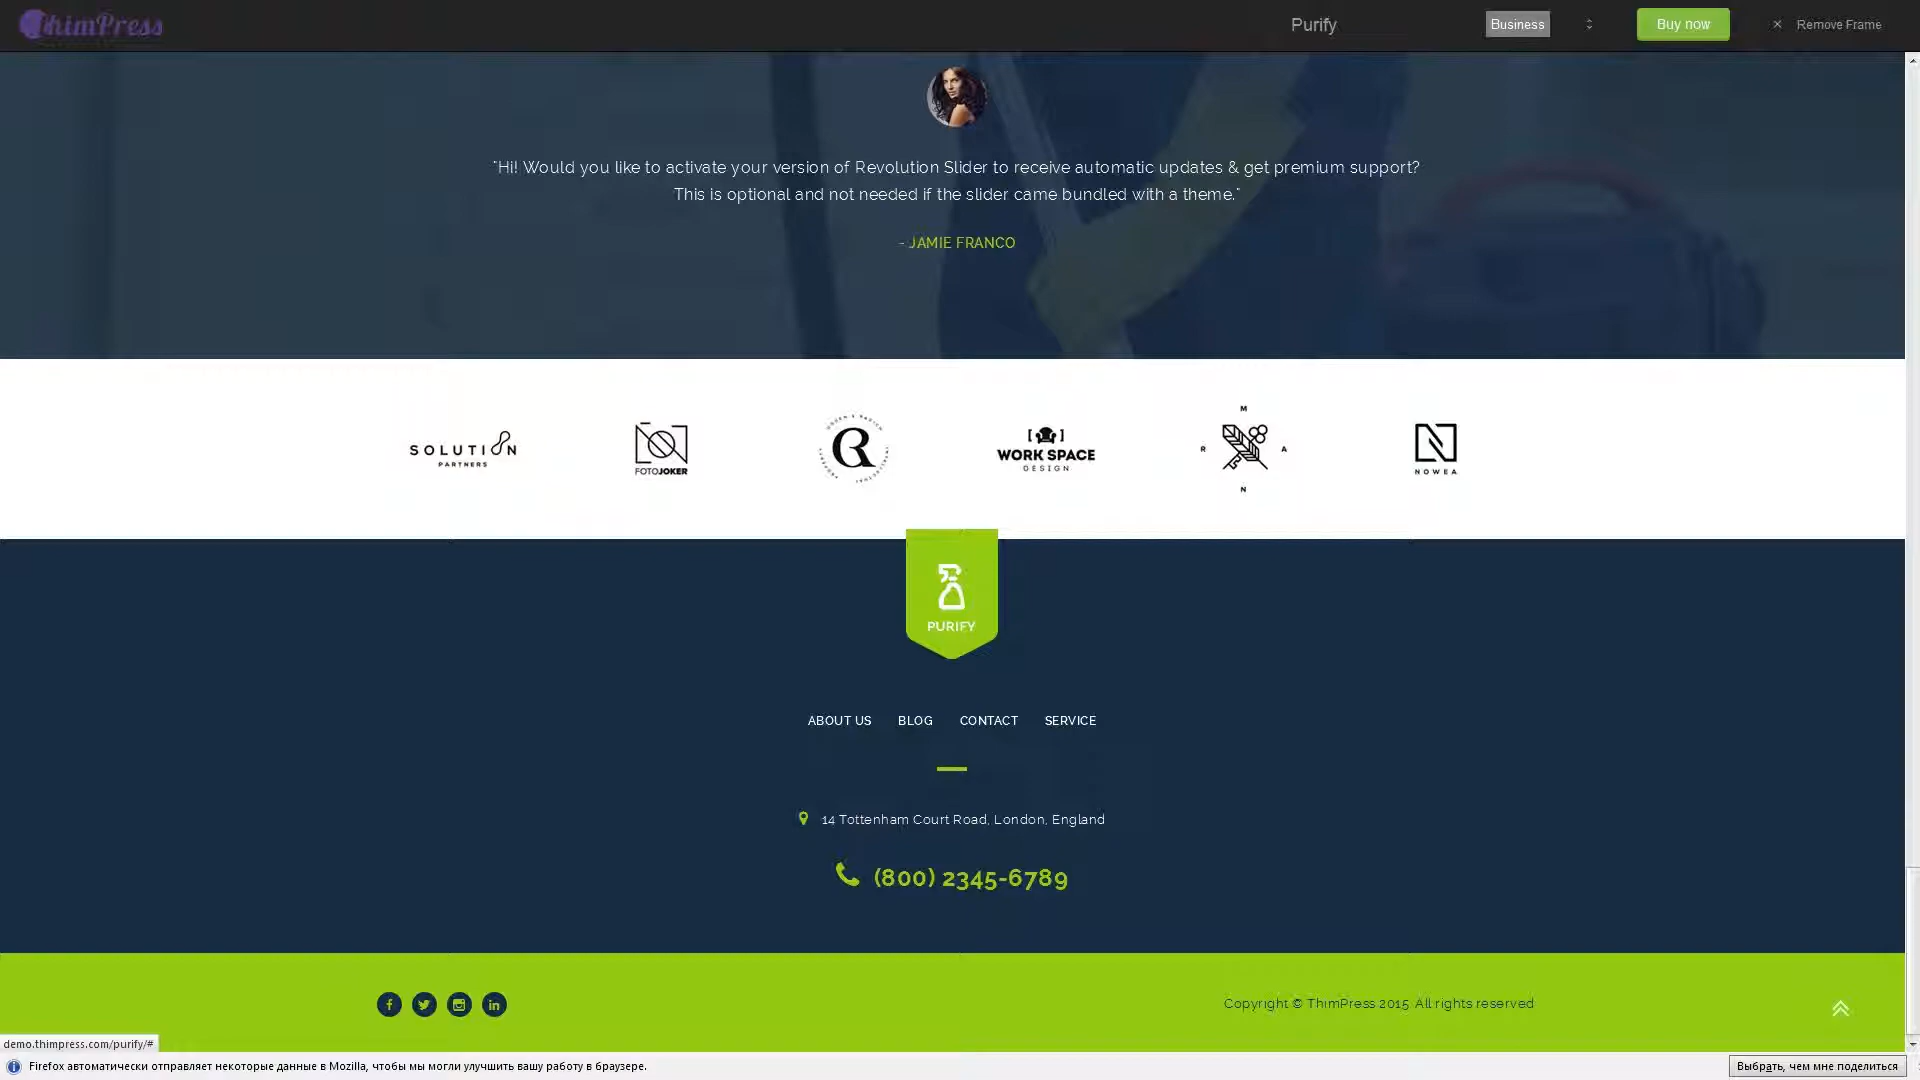 ThimPress
Purify
Business
Buy now
× Remove Frame
"Hi! Would you like to activate your version of Revolution Slider to receive automatic updates & get premium support?
This is optional and not needed if the slider came bundled with a theme."
- JAMIE FRANCO
SOLUTION
PARTNERS
FOTOJOKER
R
[ ]
WORK SPACE
DESIGN
M
R A
N
NOWEA
PURIFY
ABOUT US BLOG CONTACT SERVICE
14 Tottenham Court Road, London, England
(800) 2345-6789
Copyright © ThimPress 2015. All rights reserved
demo.thimpress.com/purify/#
Firefox автоматически отправляет некоторые данные в Mozilla, чтобы мы могли улучшить вашу работу в браузере.
Выбрать, чем мне поделиться